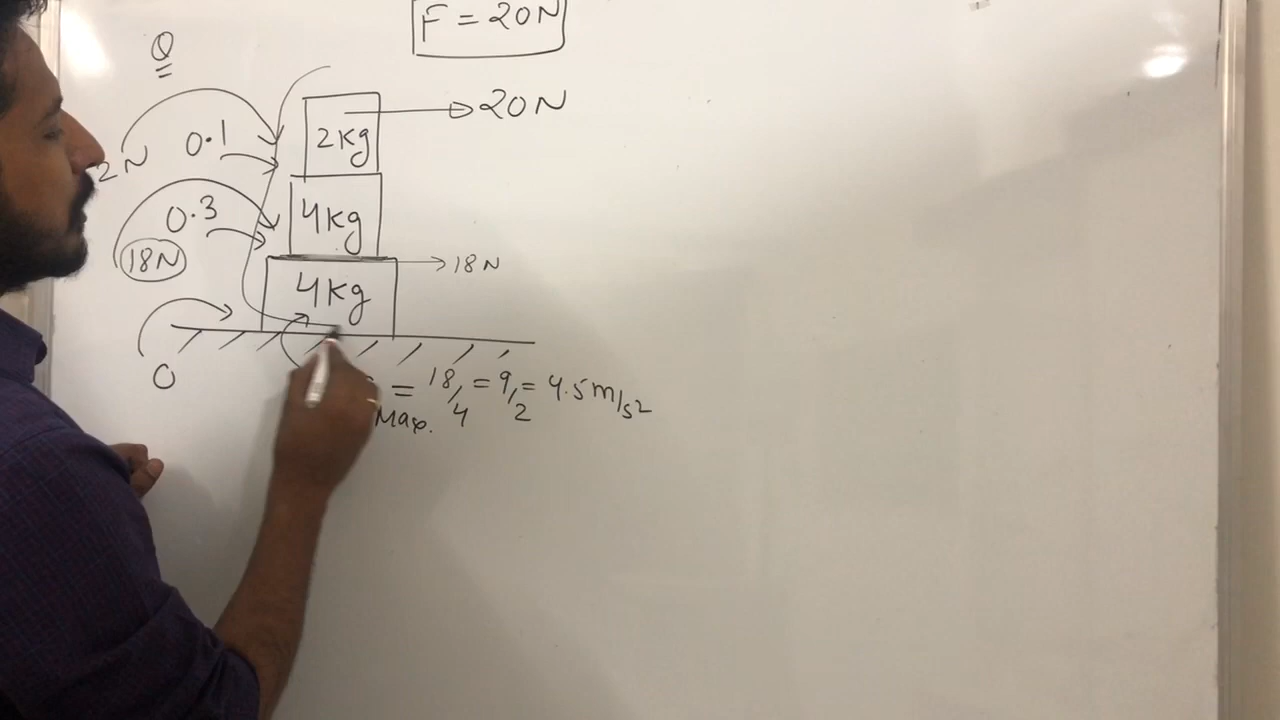 F = 20N
Q
20N
2kg
2N
0.1
4kg
0.3
18N
18N
4kg
0
= 18/4 = 9/2 = 4.5 m/s2
Max.